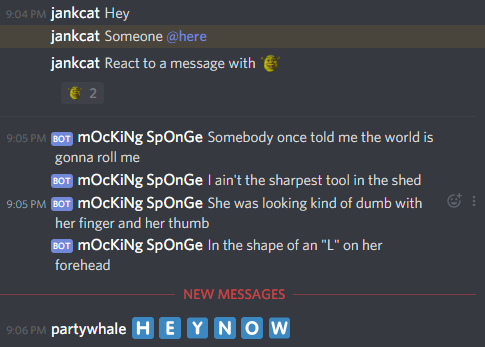 9:04 PM jankcat Hey
jankcat Someone @here
jankcat React to a message with
2
9:05 PM BOT mOcKiNg SpOnGe Somebody once told me the world is
gonna roll me
BOT mOcKiNg SpOnGe I ain't the sharpest tool in the shed
9:05 PM BOT mOcKiNg SpOnGe She was looking kind of dumb with
her finger and her thumb
BOT mOcKiNg SpOnGe In the shape of an "L" on her
forehead
NEW MESSAGES
9:06 PM partywhale H E Y N O W